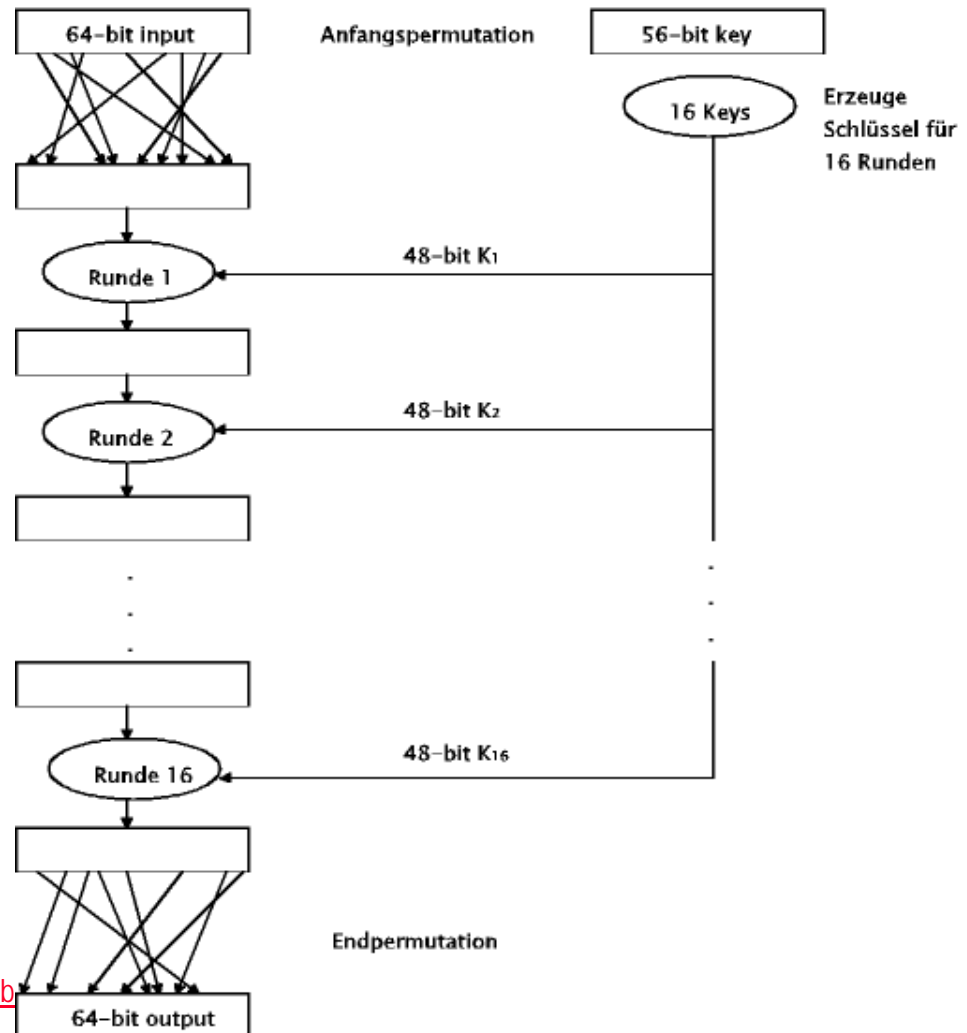 64-bit input
Anfangspermutation
56-bit key
16 Keys
Erzeuge
Schlüssel für
16 Runden
48-bit K1
Runde 1
48-bit K2
Runde 2
48-bit K16
Runde 16
Endpermutation
b
64-bit output